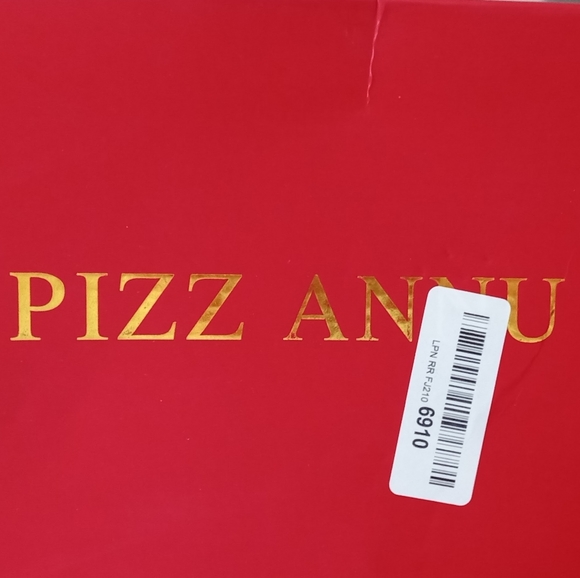 PIZZ ANNU
LPN RR FJ210 6910